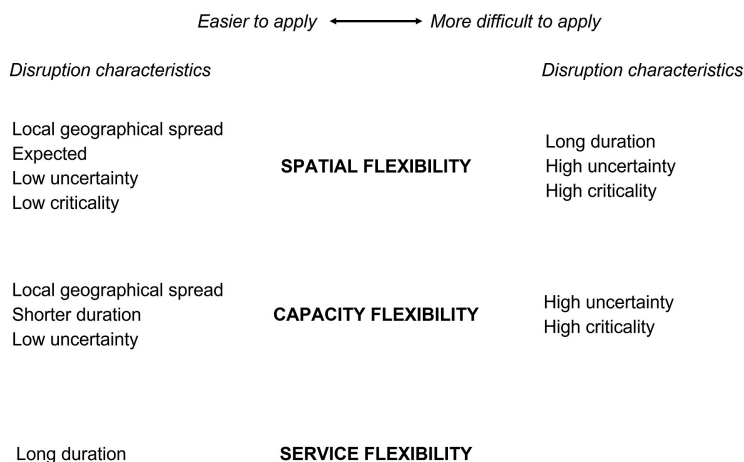 Easier to apply
More difficult to apply
Disruption characteristics
Disruption characteristics
Local geographical spread
Expected
Low uncertainty
Low criticality
SPATIAL FLEXIBILITY
Long duration
High uncertainty
High criticality
Local geographical spread
Shorter duration
Low uncertainty
CAPACITY FLEXIBILITY
High uncertainty
High criticality
Long duration
SERVICE FLEXIBILITY